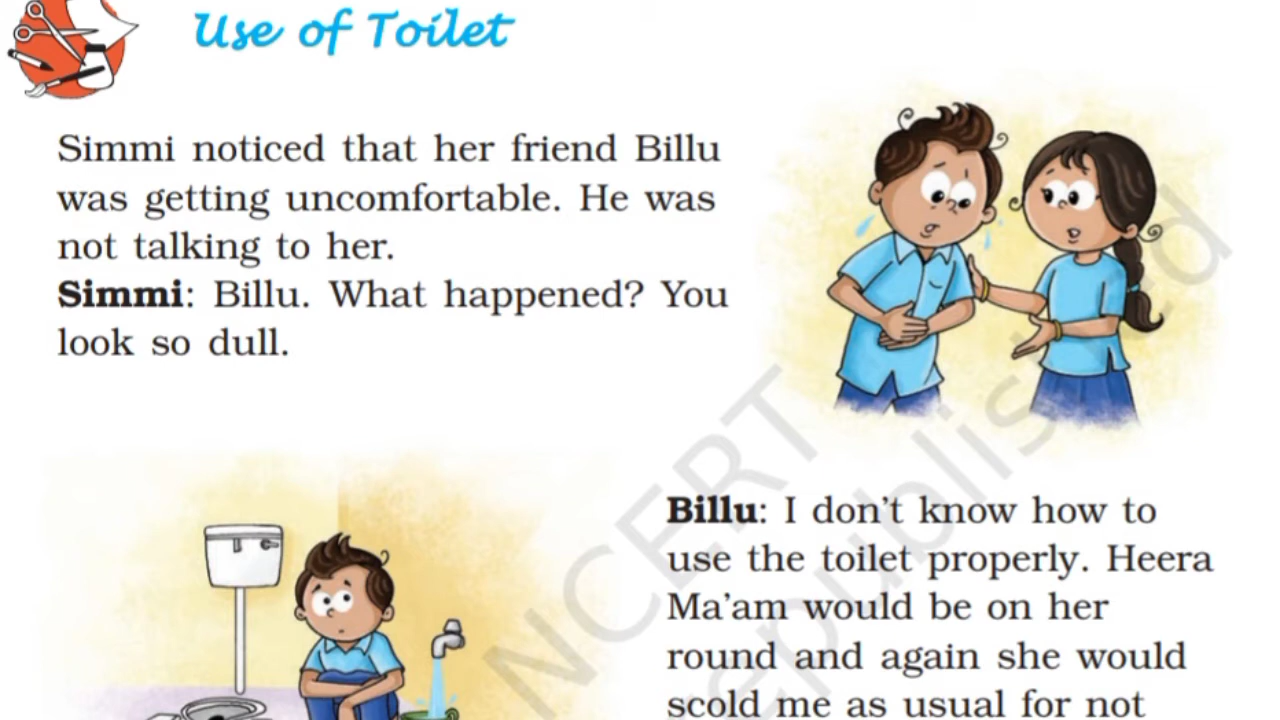 Use of Toilet
Simmi noticed that her friend Billu
was getting uncomfortable. He was
not talking to her.
Simmi: Billu. What happened? You
look so dull.
Billu: I don't know how to
use the toilet properly. Heera
Ma'am would be on her
round and again she would
scold me as usual for not
NCERT
republished